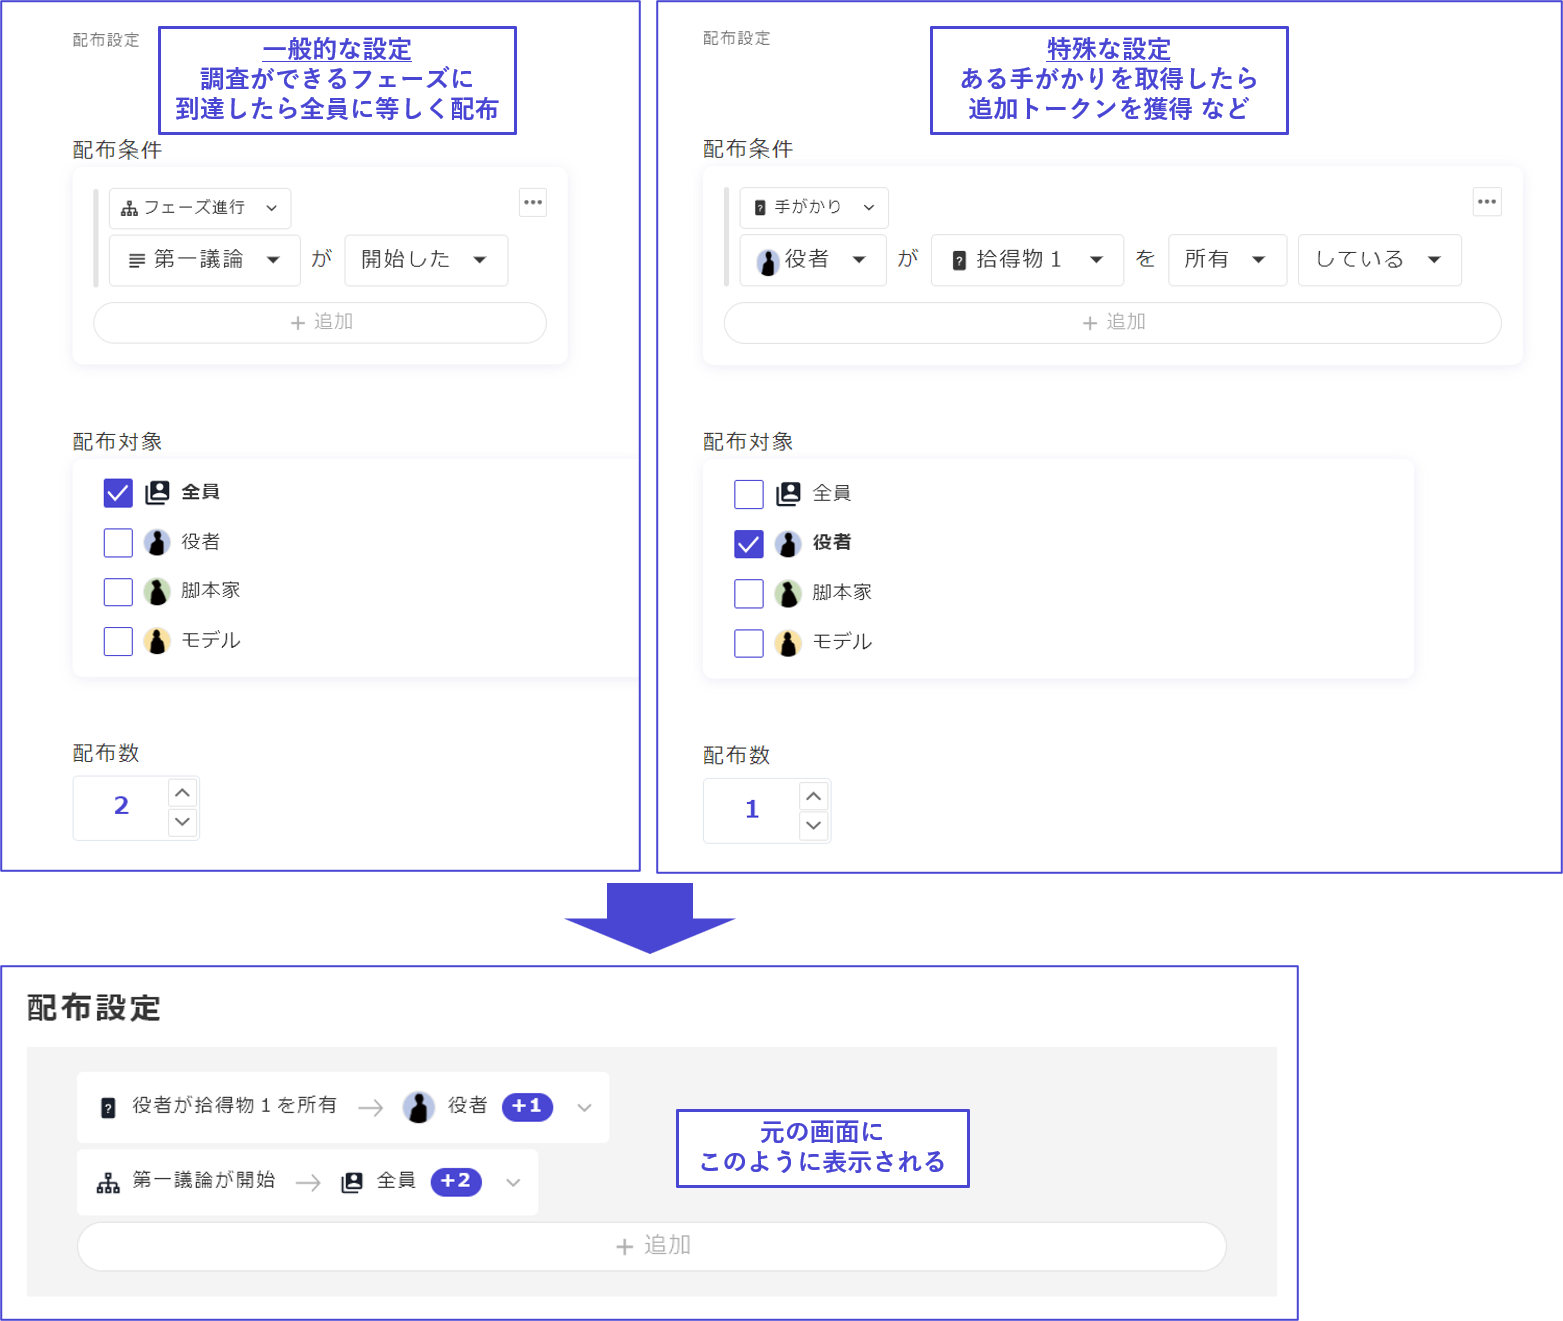 配布設定
一般的な設定
調査ができるフェーズに
到達したら全員に等しく配布
配布条件
フェーズ進行
第一議論 が 開始した
+ 追加
配布対象
全員
役者
脚本家
モデル
配布数
2
配布設定
特殊な設定
ある手がかりを取得したら
追加トークンを獲得 など
配布条件
? 手がかり
役者 が ? 拾得物１ を 所有 している
+ 追加
配布対象
全員
役者
脚本家
モデル
配布数
1
配布設定
? 役者が拾得物１を所有 → 役者 +1
第一議論が開始 → 全員 +2
+ 追加
元の画面に
このように表示される